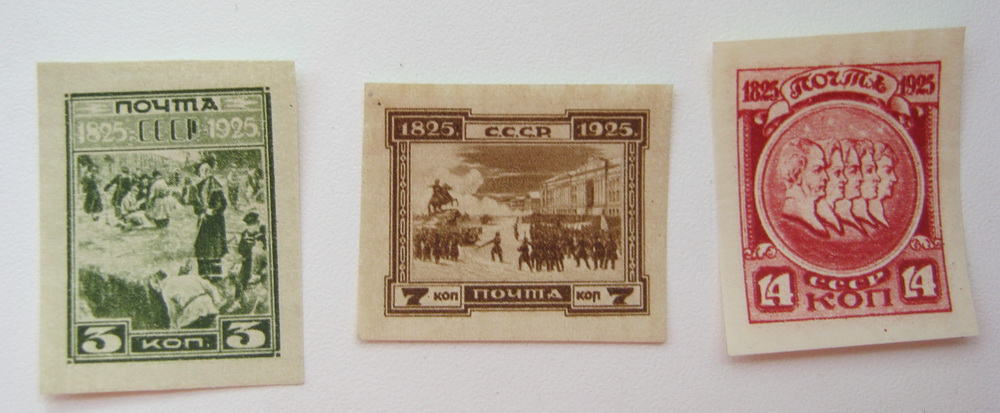 ПОЧТА
1825. СССР. 1925.
3 КОП. 3
1825. С.С.С.Р. 1925.
7 КОП ПОЧТА КОП 7
1825 ПОЧТА 1925
СССР
14 КОП 14